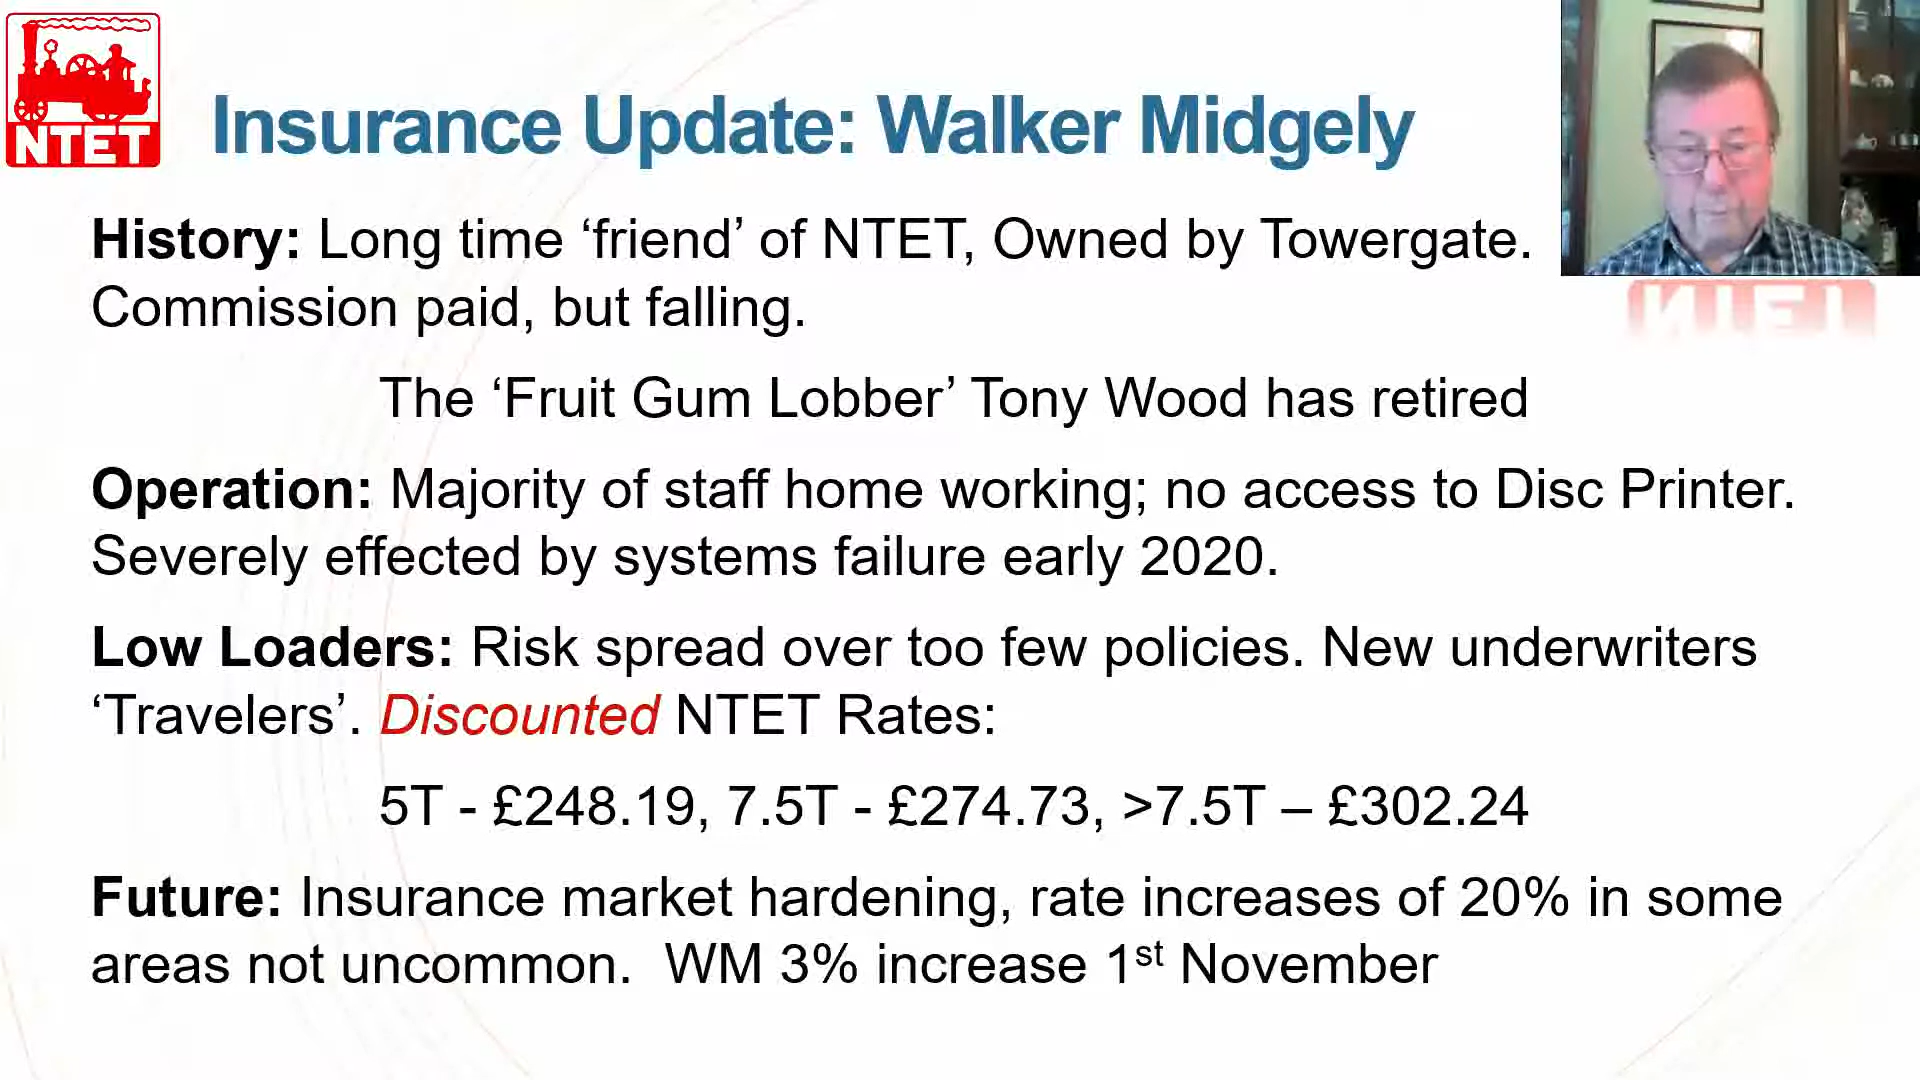 NTET
Insurance Update: Walker Midgely
History: Long time ‘friend’ of NTET, Owned by Towergate.
Commission paid, but falling.
The ‘Fruit Gum Lobber’ Tony Wood has retired
Operation: Majority of staff home working; no access to Disc Printer.
Severely effected by systems failure early 2020.
Low Loaders: Risk spread over too few policies. New underwriters
‘Travelers’. Discounted NTET Rates:
5T - £248.19, 7.5T - £274.73, >7.5T – £302.24
Future: Insurance market hardening, rate increases of 20% in some
areas not uncommon.  WM 3% increase 1st November
NTET